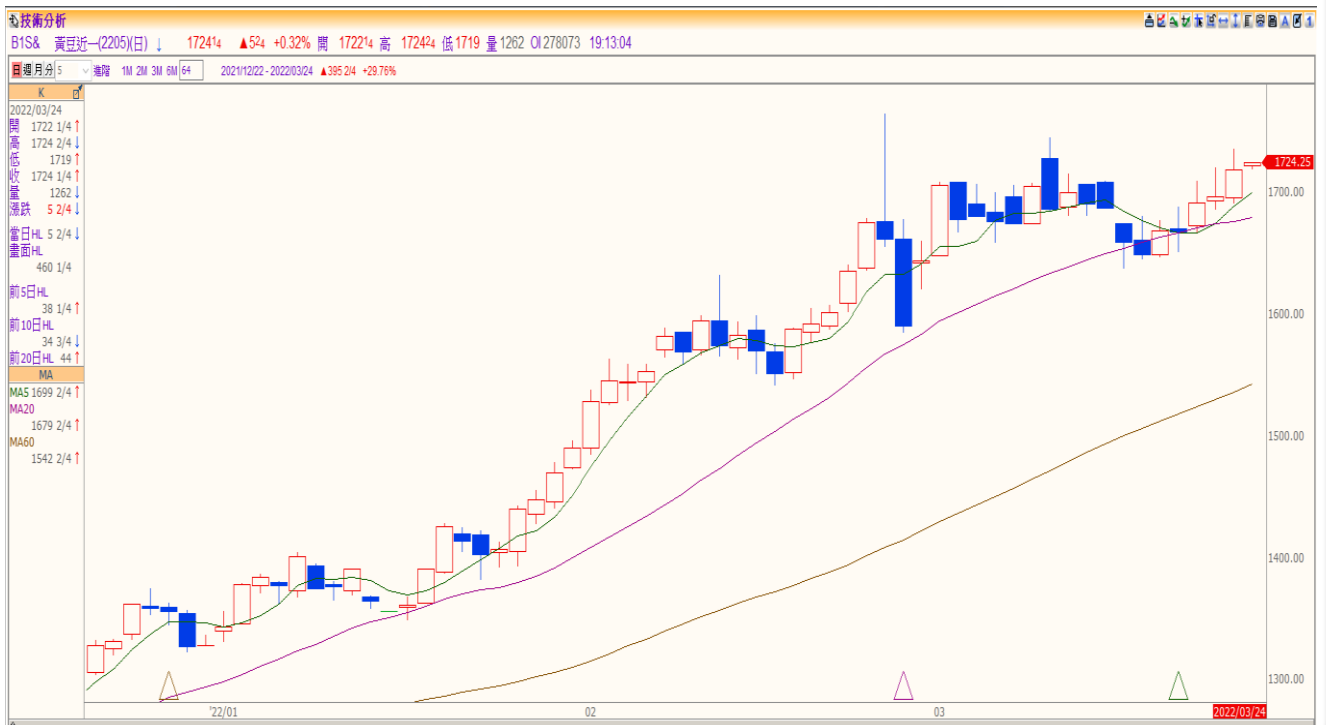 技術分析
B1S& 黃豆近一(2205)(日) ↓ 1724 1/4 ▲5 2/4 +0.32% 開 1722 1/4 高 1724 2/4 低 1719 量 1262 OI 278073 19:13:04
日 週 月 分 5 進階 1M 2M 3M 6M 64 2021/12/22 - 2022/03/24 ▲395 2/4 +29.76%
K
2022/03/24
開 1722 1/4 ↑
高 1724 2/4 ↓
低 1719 ↑
收 1724 1/4 ↑
量 1262 ↓
漲跌 5 2/4 ↓
當日HL 5 2/4 ↓
畫面HL
460 1/4
前5日HL
38 1/4 ↑
前10日HL
34 3/4 ↓
前20日HL 44 ↑
MA
MA5 1699 2/4 ↑
MA20
1679 2/4 ↑
MA60
1542 2/4 ↑
1724.25
1700.00
1600.00
1500.00
1400.00
1300.00
'22/01 02 03 2022/03/24